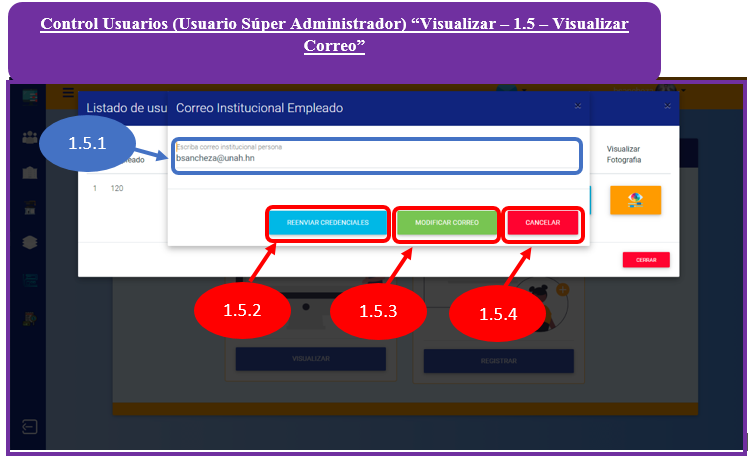 Control Usuarios (Usuario Súper Administrador) “Visualizar – 1.5 – Visualizar
Correo”
Listado de usu
Correo Institucional Empleado
×
×
1.5.1
Escriba correo institucional persona
bsancheza@unah.hn
Visualizar
Fotografia
1
120
REENVIAR CREDENCIALES
MODIFICAR CORREO
CANCELAR
CERRAR
1.5.2
1.5.3
1.5.4
VISUALIZAR
REGISTRAR